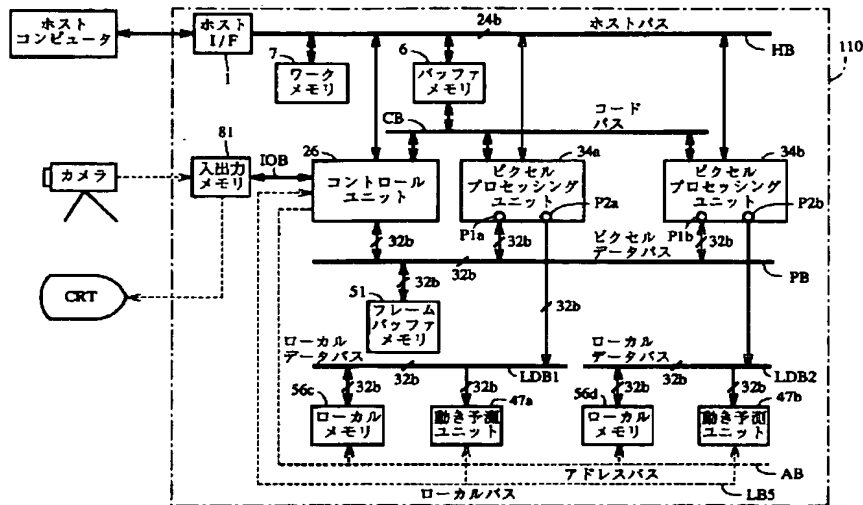 ホスト
コンピュータ
ホスト
I/F
1
24b
ホストバス
HB
110
7
ワーク
メモリ
6
バッファ
メモリ
CB
コード
バス
カメラ
81
入出力
メモリ
IOB
26
コントロール
ユニット
34a
ピクセル
プロセッシング
ユニット
P1a
P2a
34b
ピクセル
プロセッシング
ユニット
P1b
P2b
32b
32b
32b
ピクセル
データバス
32b
PB
CRT
51
32b
フレーム
バッファ
メモリ
32b
ローカル
データバス
32b
LDB1
ローカル
データバス
32b
LDB2
56c
32b
ローカル
メモリ
32b
47a
動き予測
ユニット
56d
32b
ローカル
メモリ
32b
47b
動き予測
ユニット
アドレスバス
AB
ローカルバス
LB5